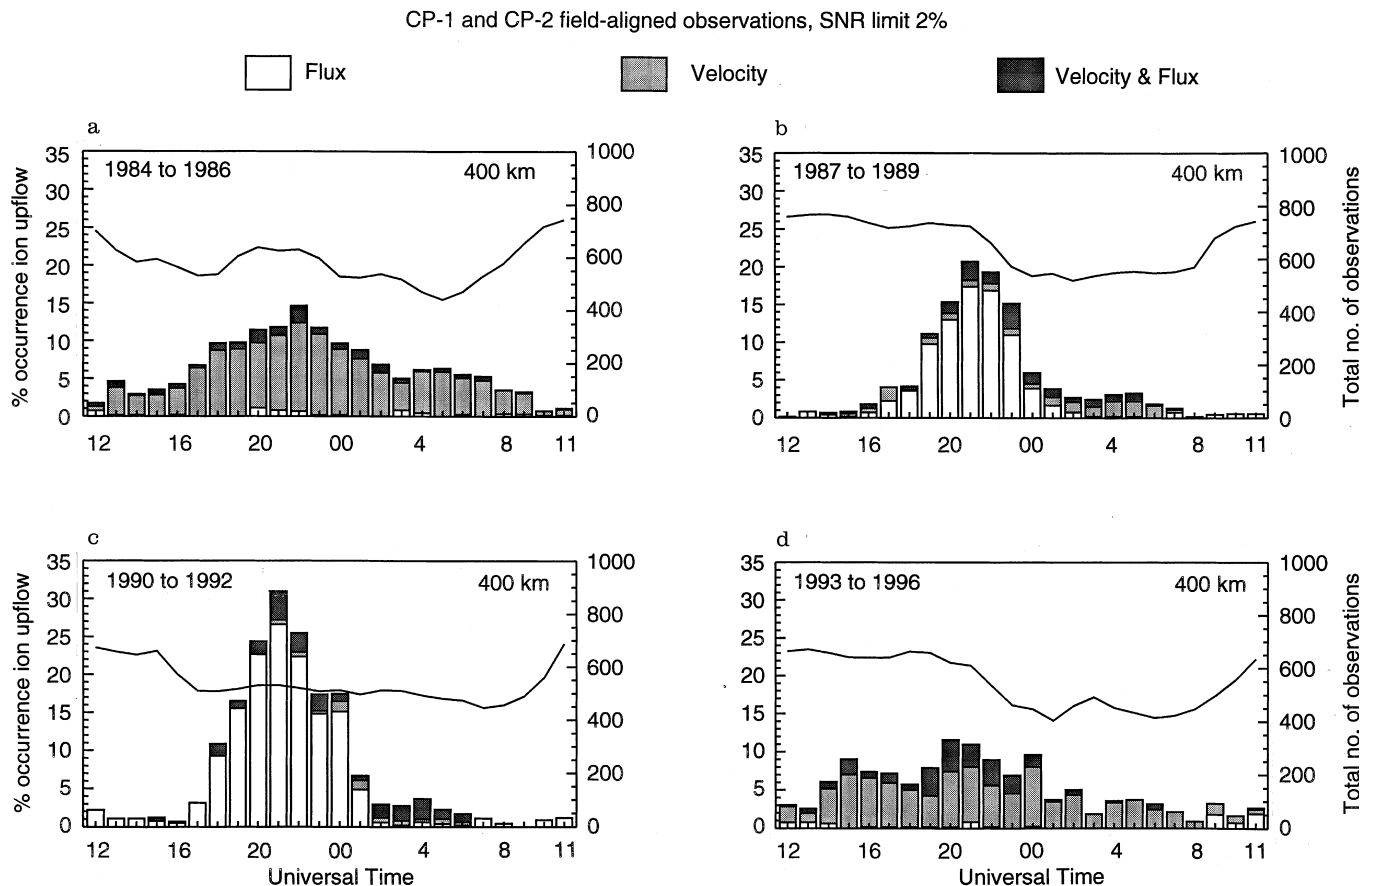 CP-1 and CP-2 field-aligned observations, SNR limit 2%
Flux Velocity Velocity & Flux
a
1984 to 1986 400 km
% occurrence ion upflow
35
30
25
20
15
10
5
0
1000
800
600
400
200
0
12 16 20 00 4 8 11
b
1987 to 1989 400 km
35
30
25
20
15
10
5
0
1000
800
600
400
200
0
Total no. of observations
12 16 20 00 4 8 11
c
1990 to 1992 400 km
% occurrence ion upflow
35
30
25
20
15
10
5
0
1000
800
600
400
200
0
12 16 20 00 4 8 11
Universal Time
d
1993 to 1996 400 km
35
30
25
20
15
10
5
0
1000
800
600
400
200
0
Total no. of observations
12 16 20 00 4 8 11
Universal Time